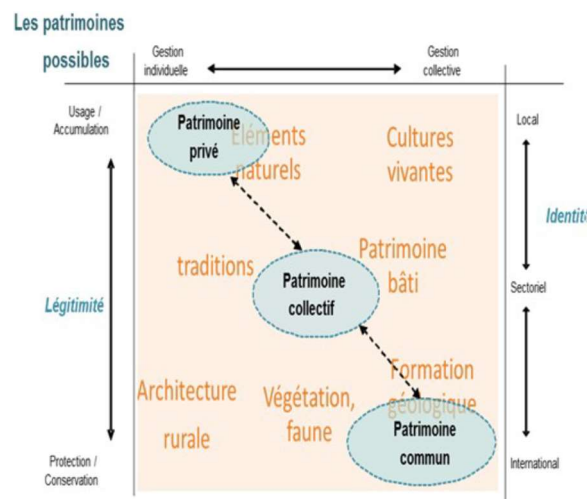 Les patrimoines
possibles
Gestion
individuelle
Gestion
collective
Usage /
Accumulation
Patrimoine
privé
Eléments
naturels
Cultures
vivantes
Local
Identité
traditions
Patrimoine
bâti
Patrimoine
collectif
Sectoriel
Légitimité
Architecture
rurale
Végétation,
faune
Formation
géologique
Patrimoine
commun
Protection /
Conservation
International